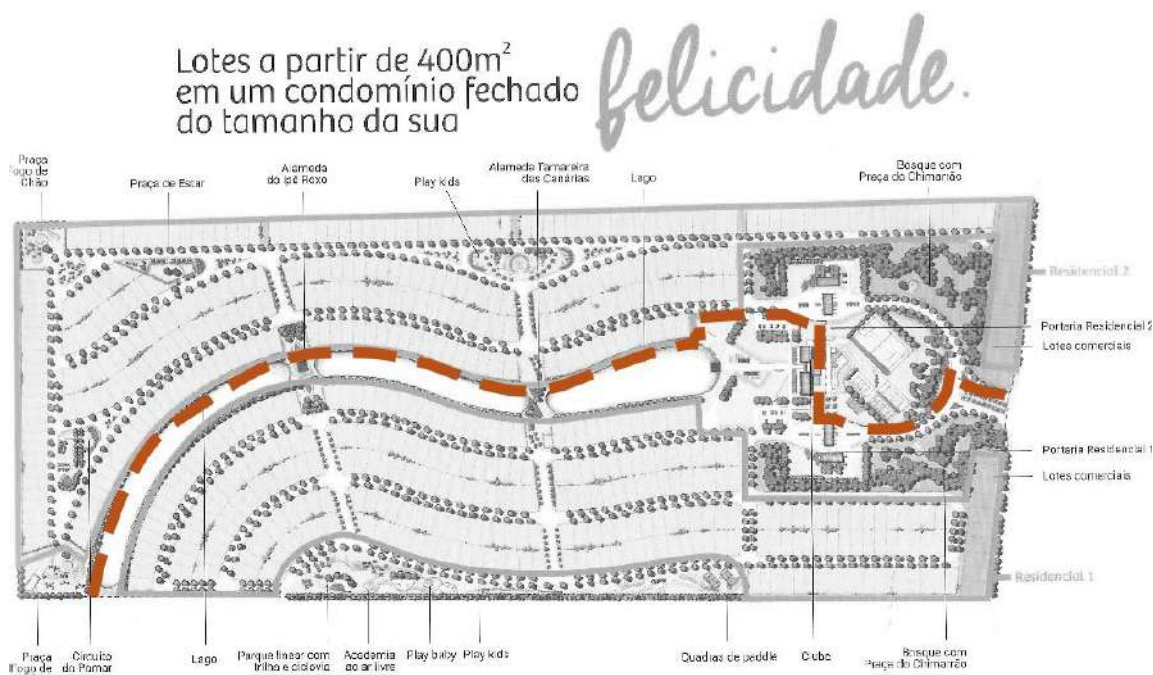 Lotes a partir de 400m²
em um condomínio fechado
do tamanho da sua
felicidade.
Praça
Fogo de
Chão
Praça de Estar
Alameda
do Ipê Roxo
Play kids
Alameda Tamareira
das Canárias
Lago
Bosque com
Praça do Chimarrão
Residencial 2
Portaria Residencial 2
Lotes comerciais
Portaria Residencial 1
Lotes comerciais
Residencial 1
Praça
Fogo de
Circuito
do Pomar
Lago
Parque linear com
trilha e ciclovia
Academia
ao ar livre
Play baby
Play kids
Quadras de paddle
Clube
Bosque com
Praça do Chimarrão